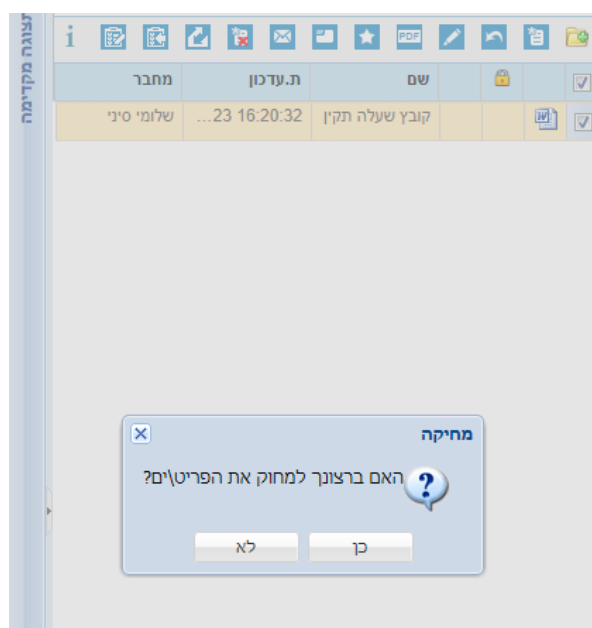 תצוגה מקדימה
PDF
שם ת.עדכון מחבר
קובץ שעלה תקין 23 16:20:32... שלומי סיני
מחיקה
האם ברצונך למחוק את הפריט\ים?
כן לא